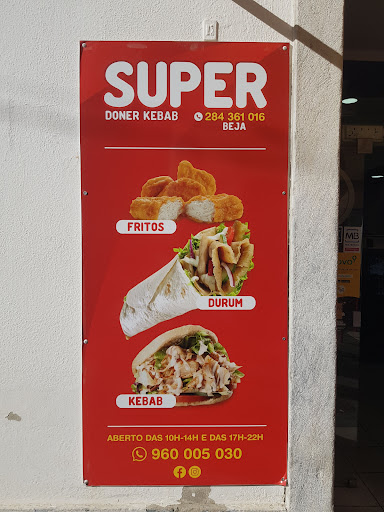 SUPER
DONER KEBAB 284 361 016
BEJA
FRITOS
DURUM
KEBAB
ABERTO DAS 10H-14H E DAS 17H-22H
960 005 030
MB